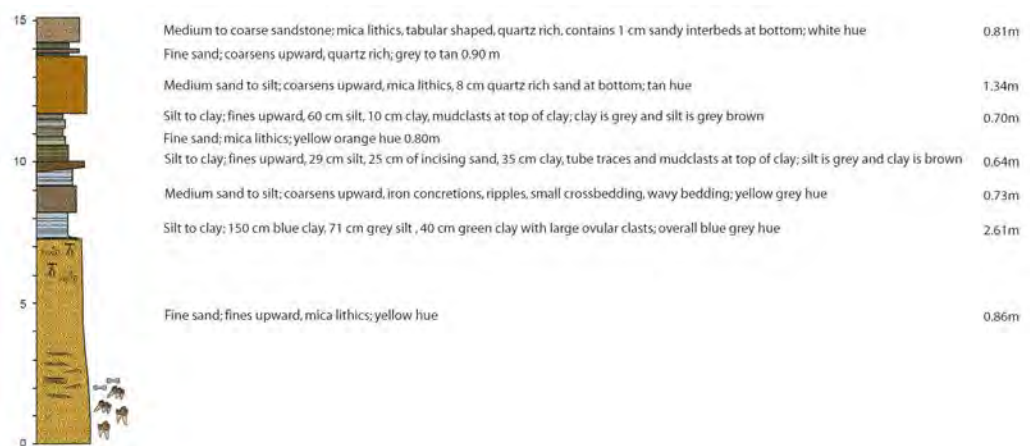 15
Medium to coarse sandstone; mica lithics, tabular shaped, quartz rich, contains 1 cm sandy interbeds at bottom; white hue 0.81m
Fine sand; coarsens upward, quartz rich; grey to tan 0.90 m
Medium sand to silt; coarsens upward, mica lithics, 8 cm quartz rich sand at bottom; tan hue 1.34m
Silt to clay; fines upward, 60 cm silt, 10 cm clay, mudclasts at top of clay; clay is grey and silt is grey brown 0.70m
Fine sand; mica lithics; yellow orange hue 0.80m
10
Silt to clay; fines upward, 29 cm silt, 25 cm of incising sand, 35 cm clay, tube traces and mudclasts at top of clay; silt is grey and clay is brown 0.64m
Medium sand to silt; coarsens upward, iron concretions, ripples, small crossbedding, wavy bedding; yellow grey hue 0.73m
Silt to clay; 150 cm blue clay, 71 cm grey silt , 40 cm green clay with large ovular clasts; overall blue grey hue 2.61m
5
Fine sand; fines upward, mica lithics; yellow hue 0.86m
0